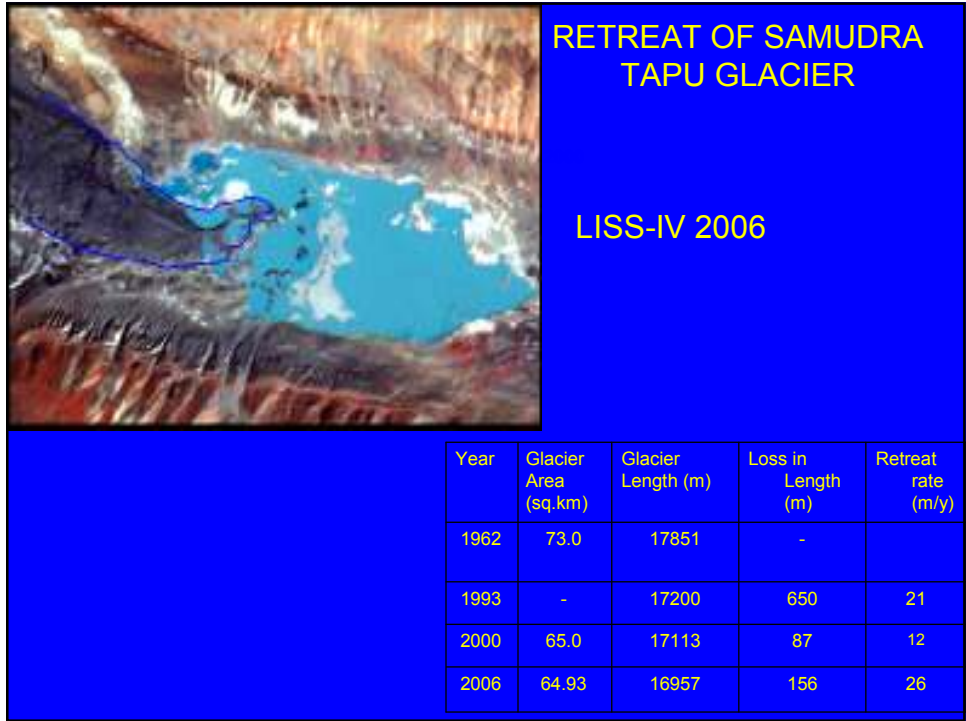 RETREAT OF SAMUDRA
TAPU GLACIER
LISS-IV 2006
Year Glacier Area (sq.km) Glacier Length (m) Loss in Length (m) Retreat rate (m/y)
1962 73.0 17851 -
1993 - 17200 650 21
2000 65.0 17113 87 12
2006 64.93 16957 156 26